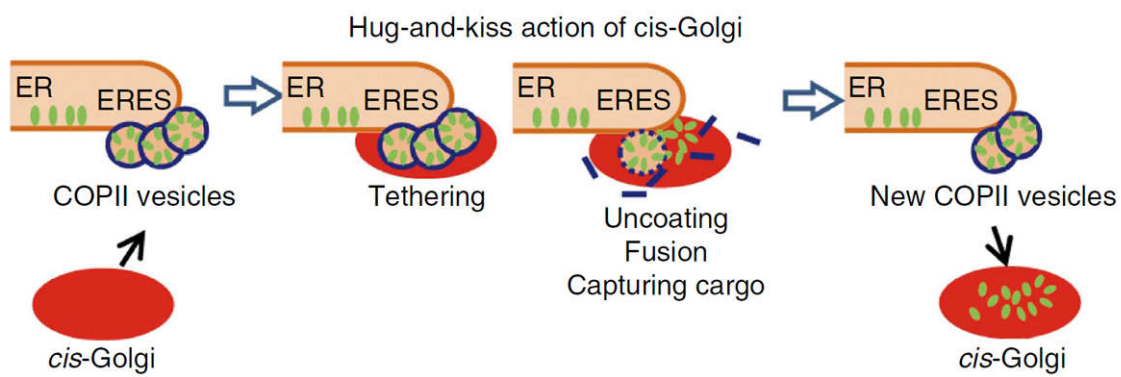 Hug-and-kiss action of cis-Golgi
ER
ERES
COPII vesicles
cis-Golgi
ER
ERES
Tethering
ER
ERES
Uncoating
Fusion
Capturing cargo
ER
ERES
New COPII vesicles
cis-Golgi